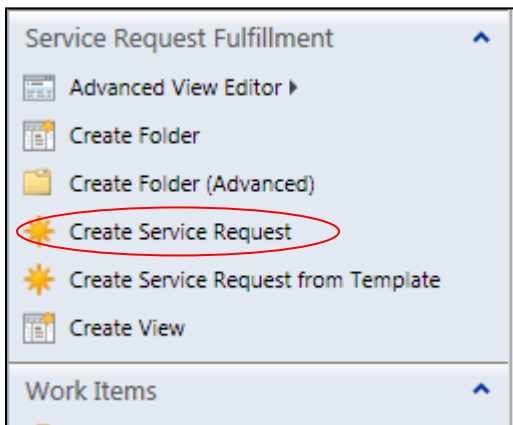 Service Request Fulfillment
Advanced View Editor
Create Folder
Create Folder (Advanced)
Create Service Request
Create Service Request from Template
Create View
Work Items